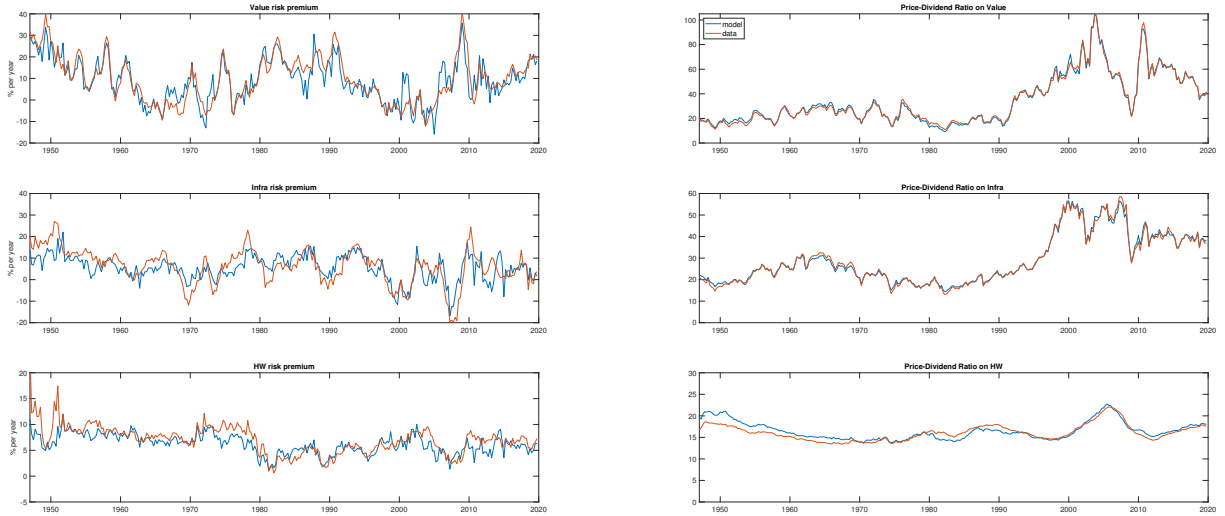 Value risk premium
% per year
40
30
20
10
0
-10
-20
1950 1960 1970 1980 1990 2000 2010 2020
Price-Dividend Ratio on Value
model
data
100
80
60
40
20
0
1950 1960 1970 1980 1990 2000 2010 2020
Infra risk premium
% per year
40
30
20
10
0
-10
-20
1950 1960 1970 1980 1990 2000 2010 2020
Price-Dividend Ratio on Infra
60
50
40
30
20
10
0
1950 1960 1970 1980 1990 2000 2010 2020
HW risk premium
% per year
20
15
10
5
0
-5
1950 1960 1970 1980 1990 2000 2010 2020
Price-Dividend Ratio on HW
30
25
20
15
10
5
0
1950 1960 1970 1980 1990 2000 2010 2020